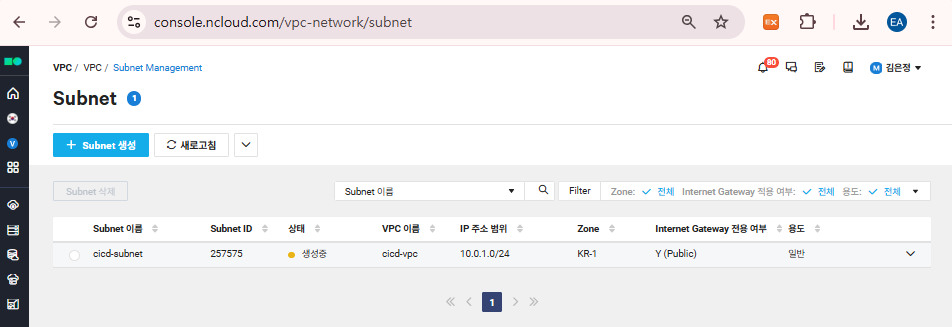 console.ncloud.com/vpc-network/subnet
EA
VPC / VPC / Subnet Management
80
M 김은정
Subnet 1
+ Subnet 생성 새로고침
V
Subnet 삭제 Subnet 이름 Filter Zone: 전체 Internet Gateway 적용 여부: 전체 용도: 전체
Subnet 이름 Subnet ID 상태 VPC 이름 IP 주소 범위 Zone Internet Gateway 전용 여부 용도
cicd-subnet 257575 생성중 cicd-vpc 10.0.1.0/24 KR-1 Y (Public) 일반
1